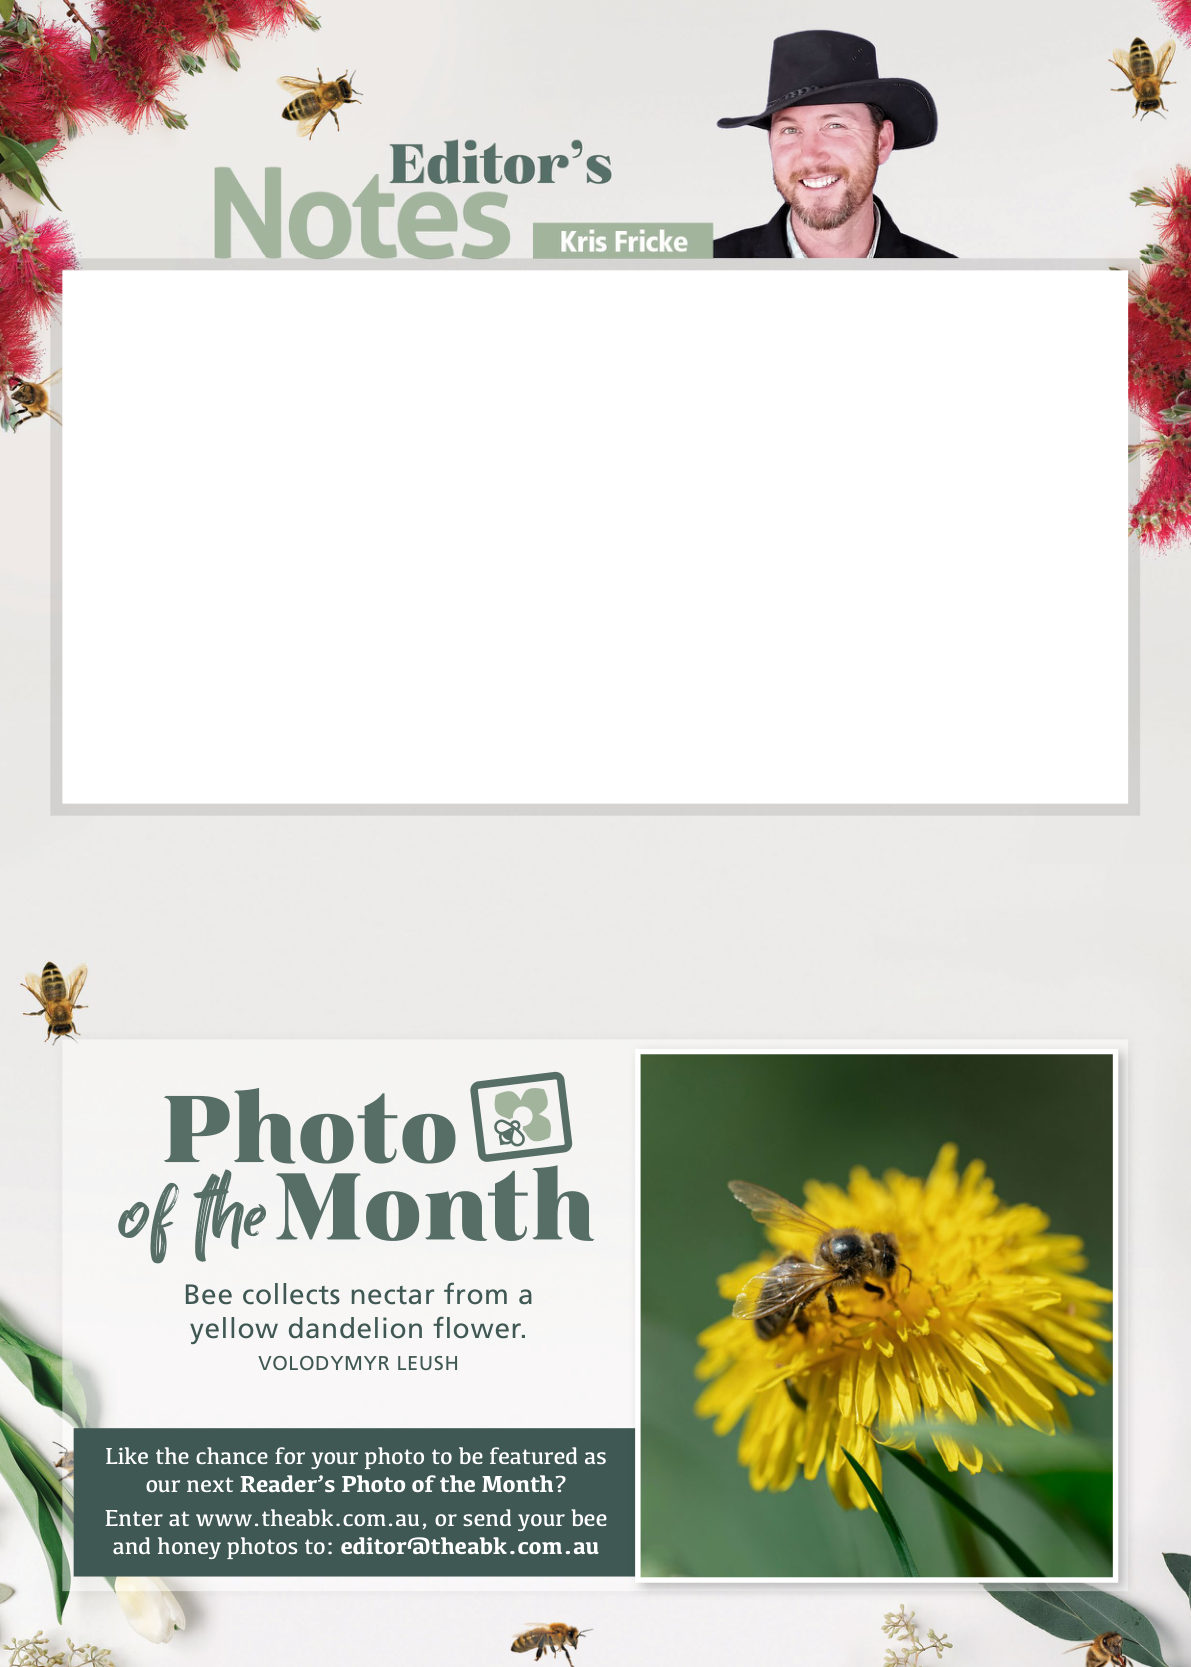 Editor's
Notes
Kris Fricke
Photo
of the Month
Bee collects nectar from a
yellow dandelion flower.
VOLODYMYR LEUSH
Like the chance for your photo to be featured as
our next Reader's Photo of the Month?
Enter at www.theabk.com.au, or send your bee
and honey photos to: editor@theabk.com.au